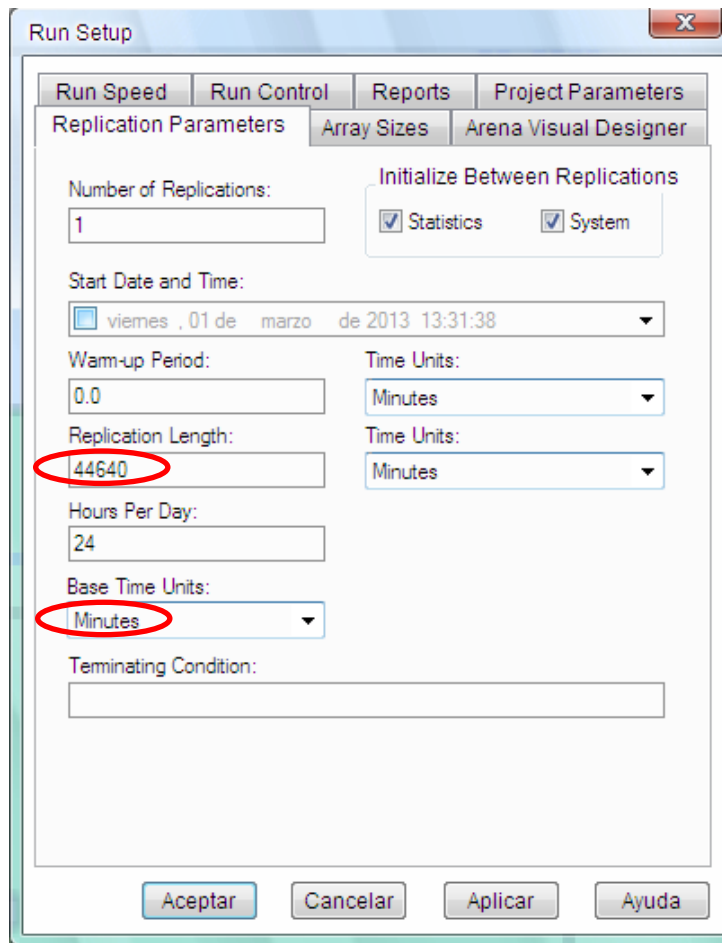 Run Setup
Run Speed Run Control Reports Project Parameters
Replication Parameters Array Sizes Arena Visual Designer
Number of Replications:
1
Initialize Between Replications
Statistics System
Start Date and Time:
viernes , 01 de marzo de 2013 13:31:38
Warm-up Period: Time Units:
0.0 Minutes
Replication Length: Time Units:
44640 Minutes
Hours Per Day:
24
Base Time Units:
Minutes
Terminating Condition:
Aceptar Cancelar Aplicar Ayuda